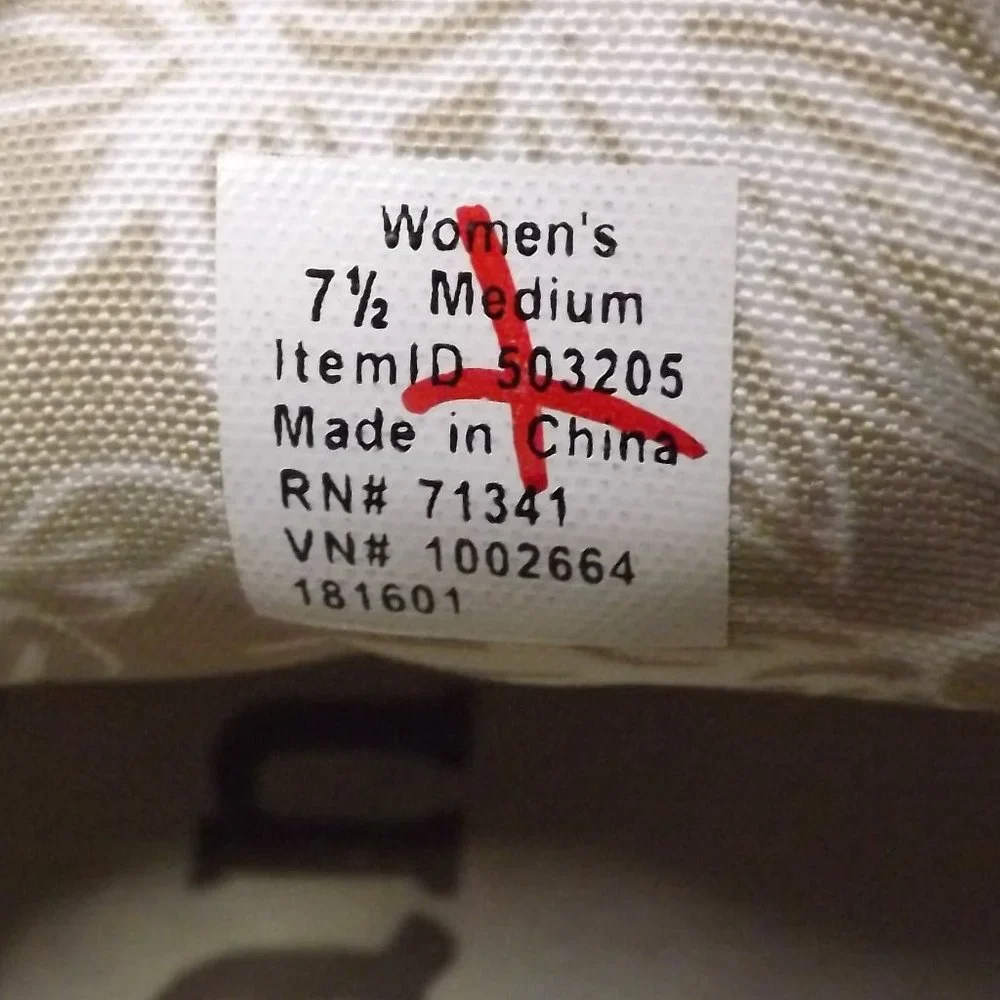 Women's
7½ Medium
ItemID 503205
Made in China
RN# 71341
VN# 1002664
181601